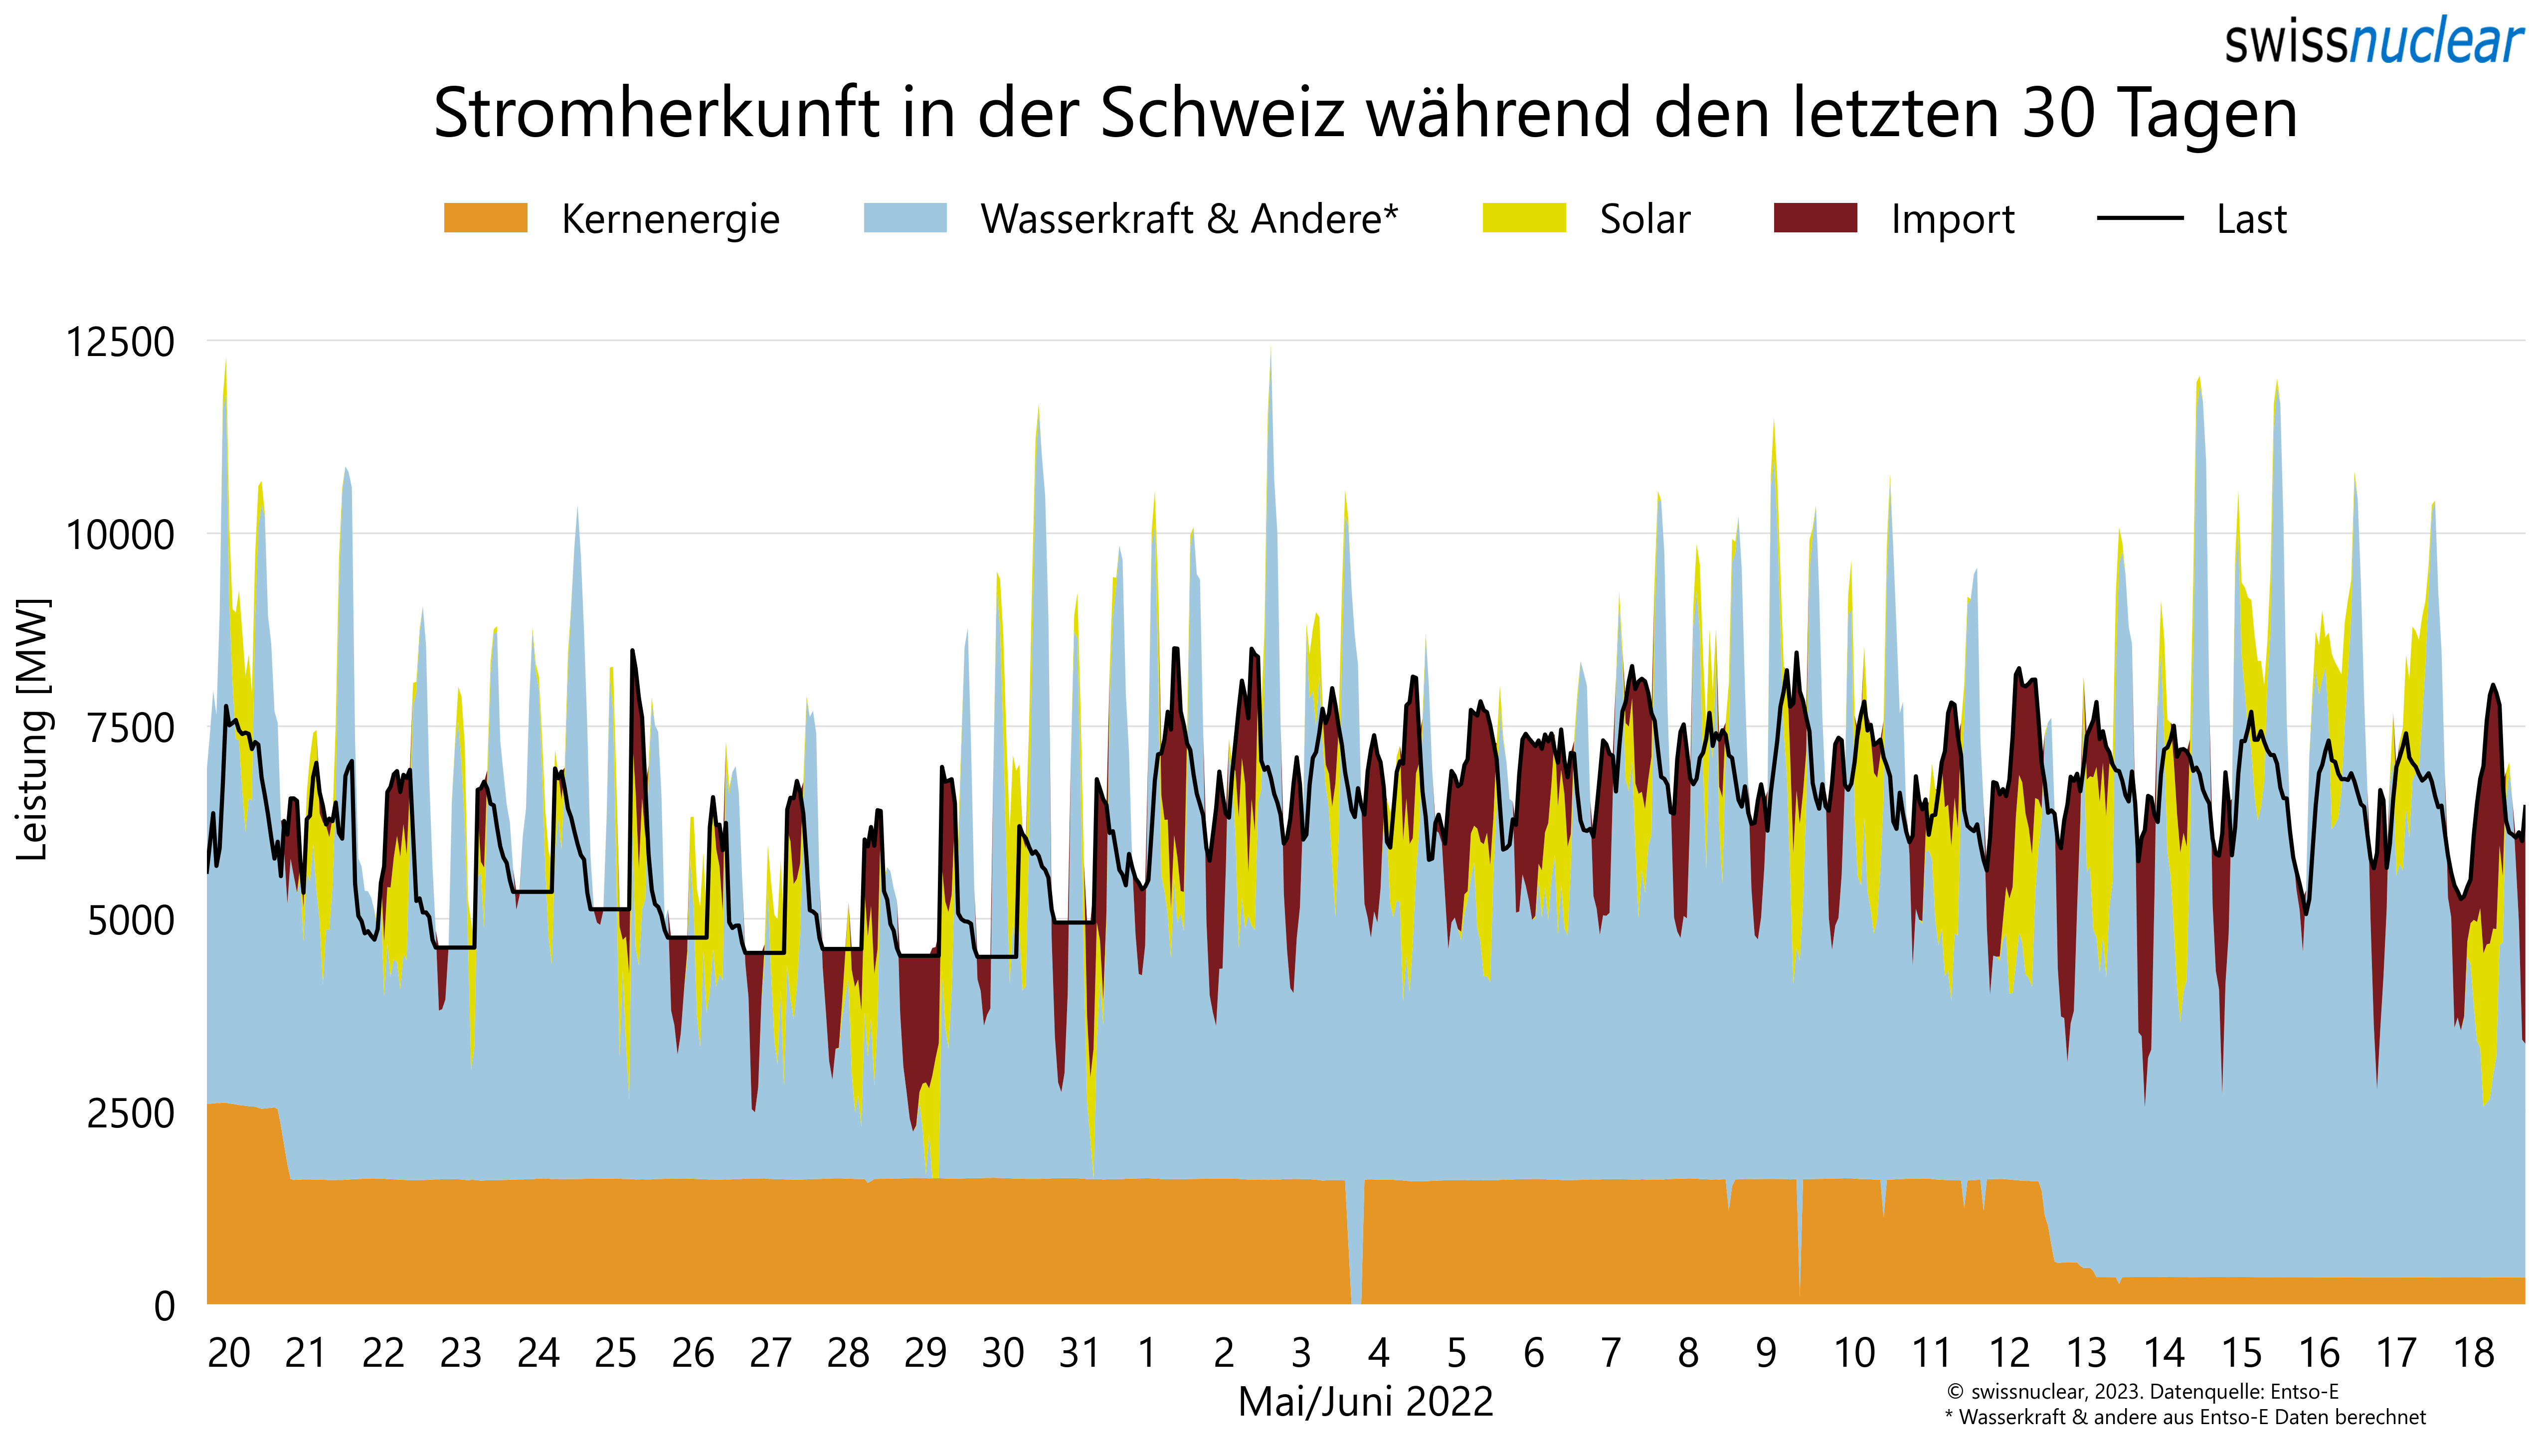 swissnuclear
Stromherkunft in der Schweiz während den letzten 30 Tagen
Kernenergie Wasserkraft & Andere* Solar Import Last
Leistung [MW]
12500
10000
7500
5000
2500
0
20 21 22 23 24 25 26 27 28 29 30 31 1 2 3 4 5 6 7 8 9 10 11 12 13 14 15 16 17 18
Mai/Juni 2022
© swissnuclear, 2023. Datenquelle: Entso-E
* Wasserkraft & andere aus Entso-E Daten berechnet